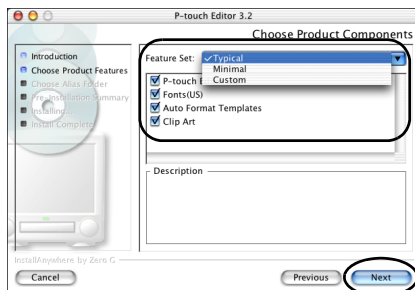 P-touch Editor 3.2
Choose Product Components
Introduction
Choose Product Features
Choose Alias Folder
Pre-Installation Summary
Installing...
Install Complete
Feature Set:
Typical
Minimal
Custom
P-touch
Fonts(US)
Auto Format Templates
Clip Art
Description
InstallAnywhere by Zero G
Cancel
Previous
Next